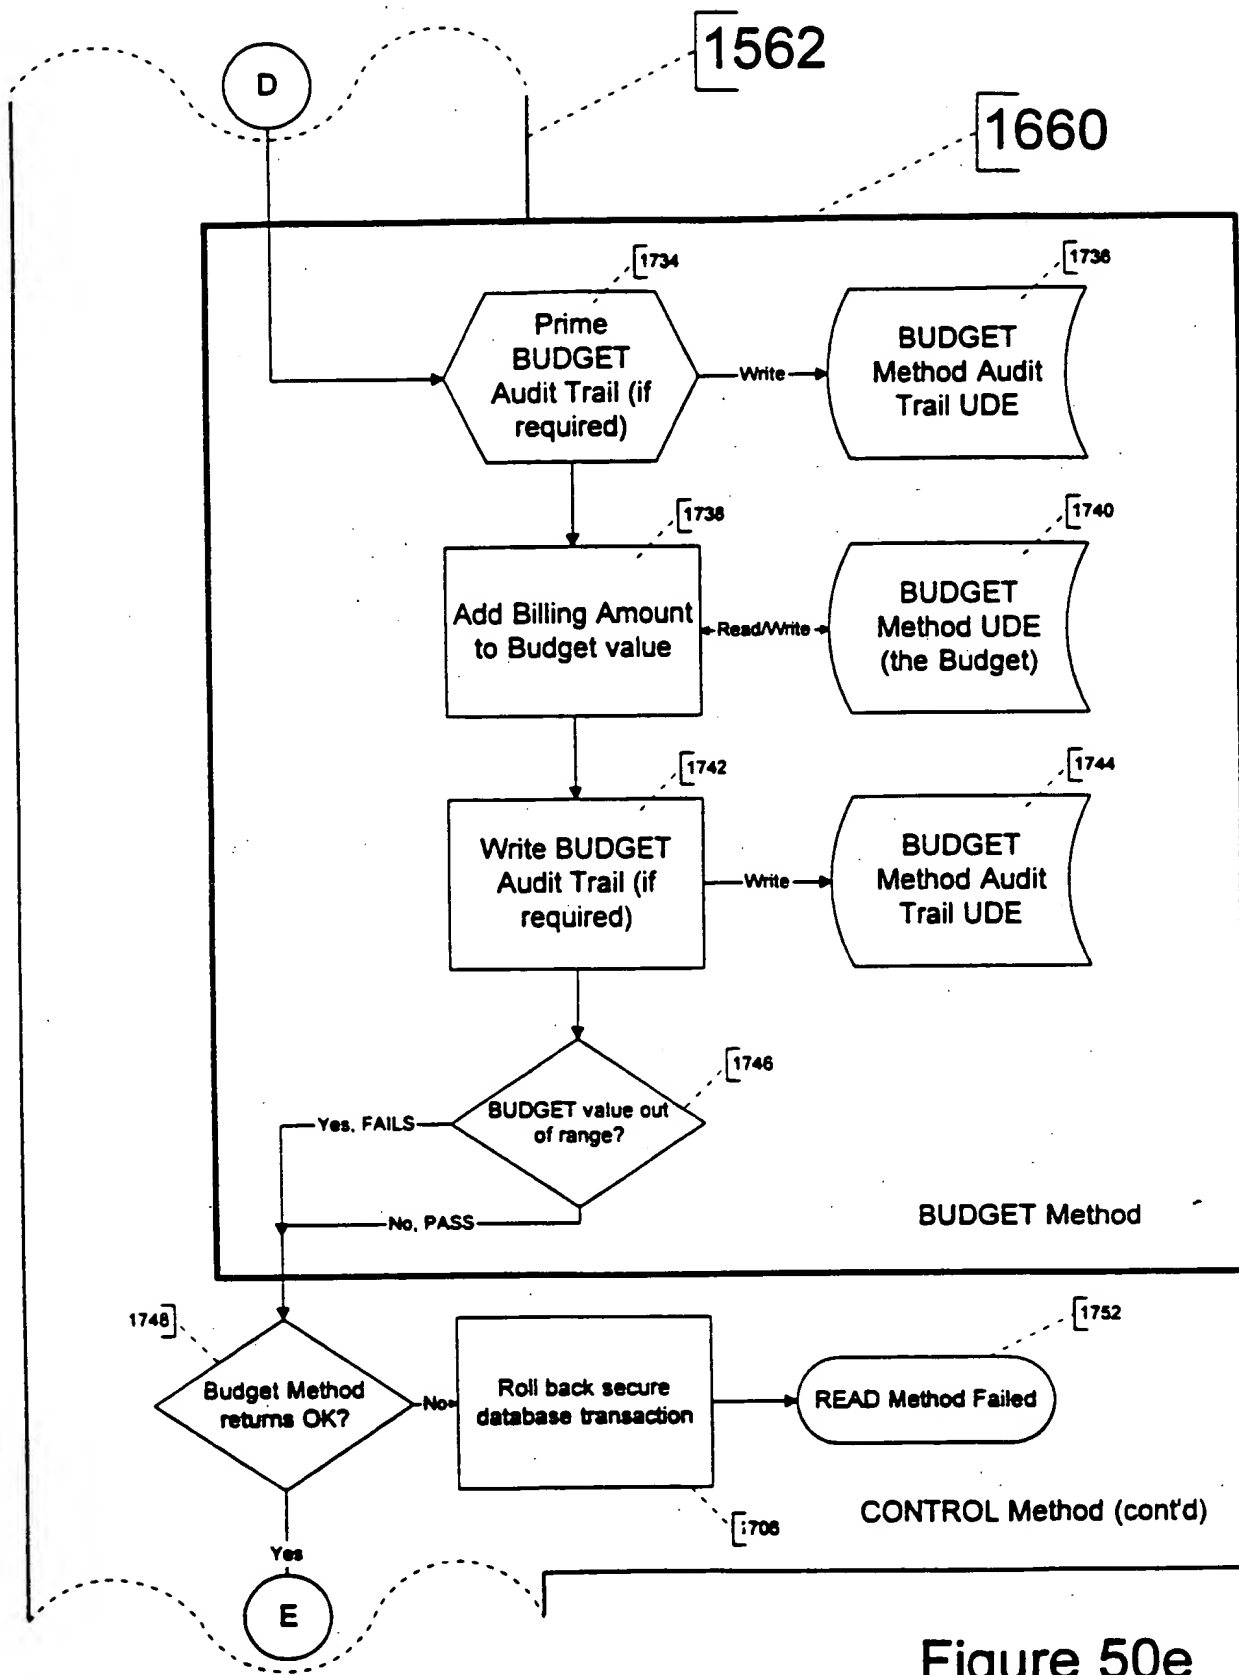 1562
D
1660
1734
1736
Prime
BUDGET
Audit Trail (if
required)
Write
BUDGET
Method Audit
Trail UDE
1738
1740
Add Billing Amount
to Budget value
Read/Write
BUDGET
Method UDE
(the Budget)
1742
1744
Write BUDGET
Audit Trail (if
required)
Write
BUDGET
Method Audit
Trail UDE
1746
BUDGET value out
of range?
Yes, FAILS
No, PASS
BUDGET Method
1748
1752
Budget Method
returns OK?
No
Roll back secure
database transaction
READ Method Failed
CONTROL Method (cont'd)
Yes
E
Figure 50e